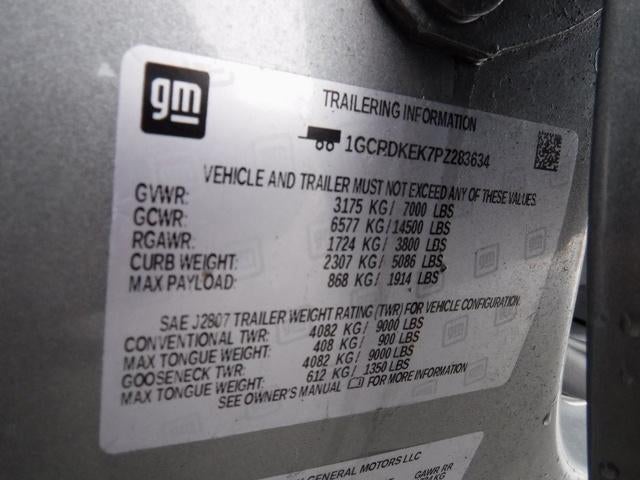 gm
TRAILERING INFORMATION
1GCPDKEK7PZ283634
VEHICLE AND TRAILER MUST NOT EXCEED ANY OF THESE VALUES.
GVWR: 3175 KG/ 7000 LBS
GCWR: 6577 KG/14500 LBS
RGAWR: 1724 KG/ 3800 LBS
CURB WEIGHT: 2307 KG/ 5086 LBS
MAX PAYLOAD: 868 KG/ 1914 LBS
SAE J2807 TRAILER WEIGHT RATING (TWR) FOR VEHICLE CONFIGURATION.
CONVENTIONAL TWR: 4082 KG/ 9000 LBS
MAX TONGUE WEIGHT: 408 KG/ 900 LBS
GOOSENECK TWR: 4082 KG/ 9000 LBS
MAX TONGUE WEIGHT: 612 KG/ 1350 LBS
SEE OWNER'S MANUAL FOR MORE INFORMATION
GENERAL MOTORS LLC
GAWR RR